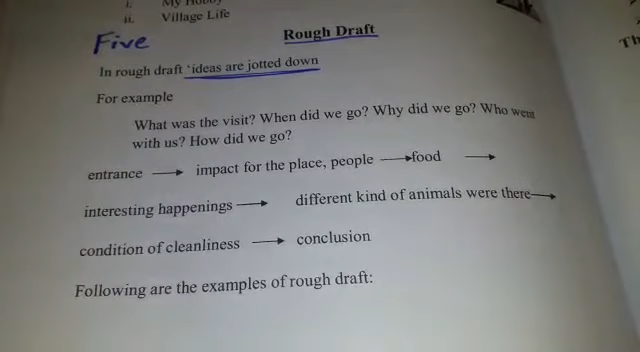 i. My Hobby
ii. Village Life
Five
Rough Draft
In rough draft 'ideas are jotted down
For example
What was the visit? When did we go? Why did we go? Who went
with us? How did we go?
entrance → impact for the place, people → food →
interesting happenings → different kind of animals were there →
condition of cleanliness → conclusion
Following are the examples of rough draft:
Th